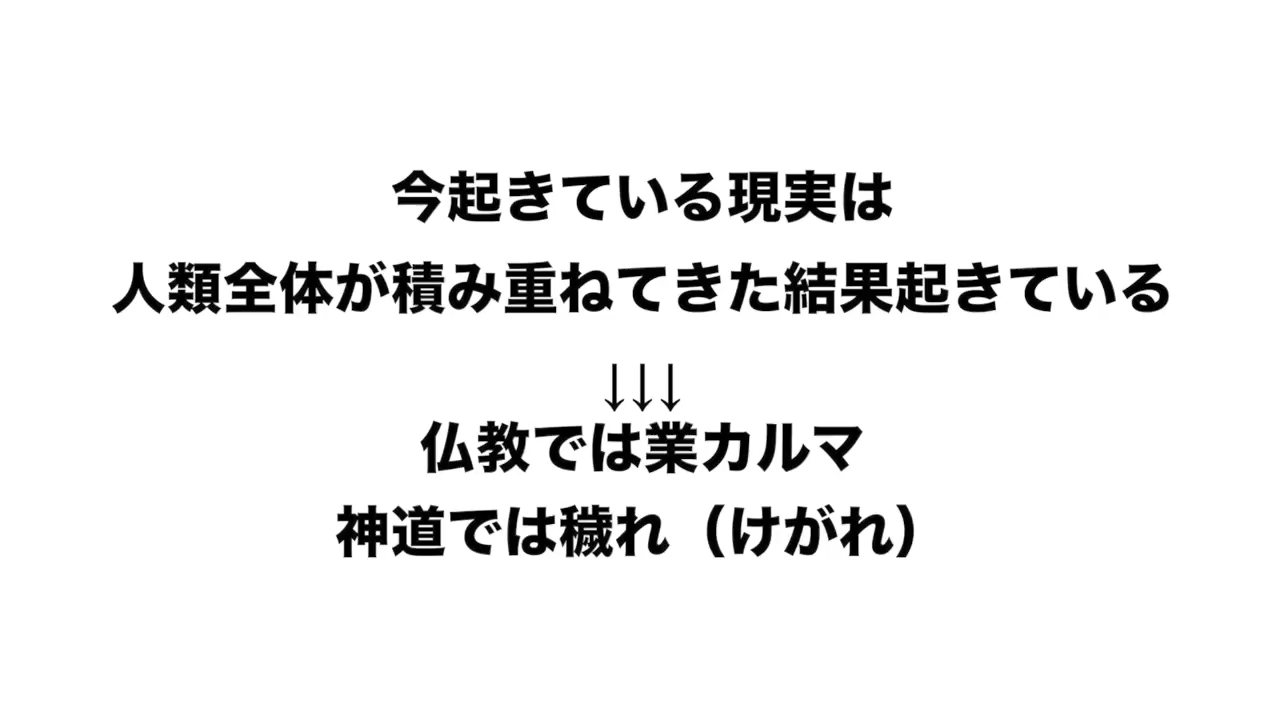 今起きている現実は
人類全体が積み重ねてきた結果起きている
↓↓↓
仏教では業カルマ
神道では穢れ（けがれ）